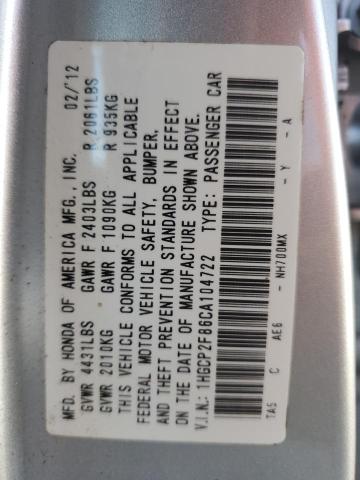 MFD. BY HONDA OF AMERICA MFG., INC. 02/'12
GVWR 4431LBS GAWR F 2403LBS R 2061LBS
GVWR 2010KG GAWR F 1090KG R 935KG
THIS VEHICLE CONFORMS TO ALL APPLICABLE
FEDERAL MOTOR VEHICLE SAFETY, BUMPER,
AND THEFT PREVENTION STANDARDS IN EFFECT
ON THE DATE OF MANUFACTURE SHOWN ABOVE.
V.I.N.: 1HGCP2F86CA104722 TYPE: PASSENGER CAR
TA5 C AE6 - NH700MX - Y - A